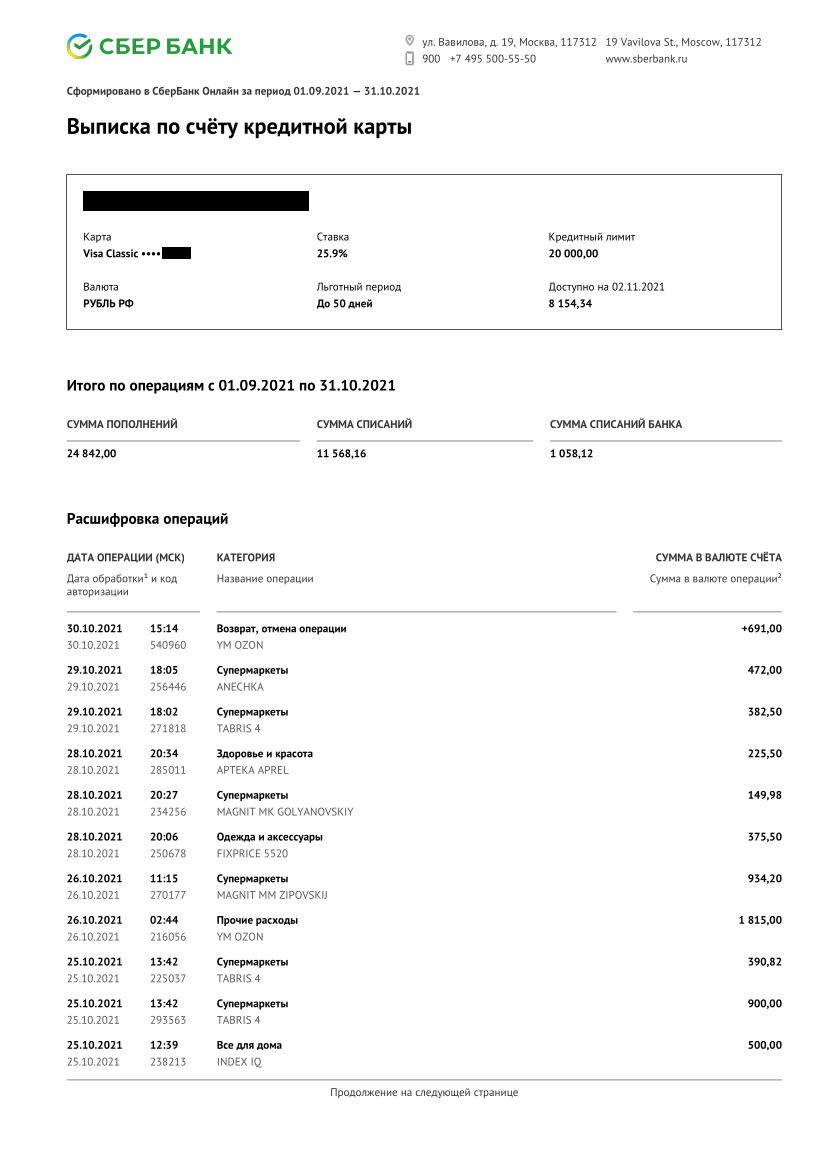 СБЕР БАНК
ул. Вавилова, д. 19, Москва, 117312 19 Vavilova St., Moscow, 117312
900 +7 495 500-55-50 www.sberbank.ru
Сформировано в СберБанк Онлайн за период 01.09.2021 — 31.10.2021
Выписка по счёту кредитной карты
Карта Ставка Кредитный лимит
Visa Classic •••• 25.9% 20 000,00
Валюта Льготный период Доступно на 02.11.2021
РУБЛЬ РФ До 50 дней 8 154,34
Итого по операциям с 01.09.2021 по 31.10.2021
СУММА ПОПОЛНЕНИЙ СУММА СПИСАНИЙ СУММА СПИСАНИЙ БАНКА
24 842,00 11 568,16 1 058,12
Расшифровка операций
ДАТА ОПЕРАЦИИ (МСК) КАТЕГОРИЯ СУММА В ВАЛЮТЕ СЧЁТА
Дата обработки¹ и код Название операции Сумма в валюте операции²
авторизации
30.10.2021 15:14 Возврат, отмена операции +691,00
30.10.2021 540960 YM OZON
29.10.2021 18:05 Супермаркеты 472,00
29.10.2021 256446 ANECHKA
29.10.2021 18:02 Супермаркеты 382,50
29.10.2021 271818 TABRIS 4
28.10.2021 20:34 Здоровье и красота 225,50
28.10.2021 285011 APTEKA APREL
28.10.2021 20:27 Супермаркеты 149,98
28.10.2021 234256 MAGNIT MK GOLYANOVSKIY
28.10.2021 20:06 Одежда и аксессуары 375,50
28.10.2021 250678 FIXPRICE 5520
26.10.2021 11:15 Супермаркеты 934,20
26.10.2021 270177 MAGNIT MM ZIPOVSKIJ
26.10.2021 02:44 Прочие расходы 1 815,00
26.10.2021 216056 YM OZON
25.10.2021 13:42 Супермаркеты 390,82
25.10.2021 225037 TABRIS 4
25.10.2021 13:42 Супермаркеты 900,00
25.10.2021 293563 TABRIS 4
25.10.2021 12:39 Все для дома 500,00
25.10.2021 238213 INDEX IQ
Продолжение на следующей странице